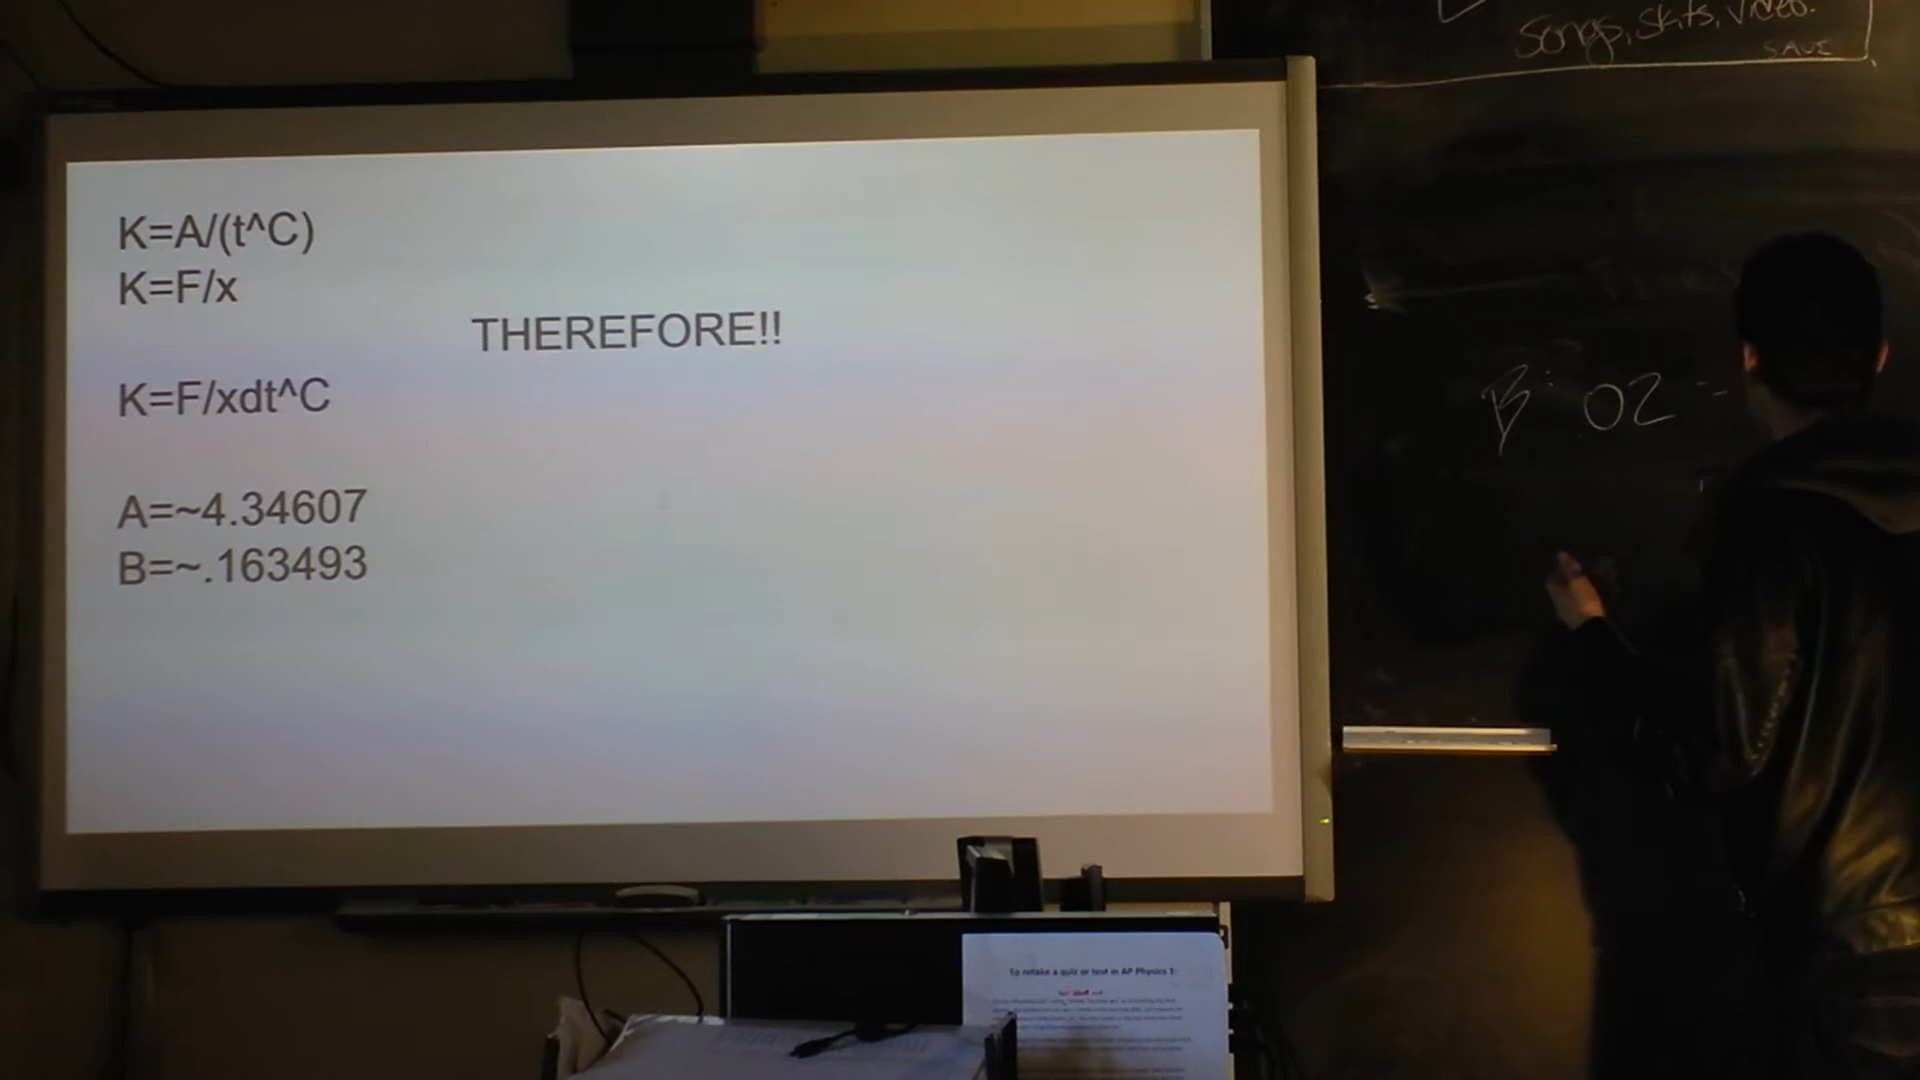 K=A/(t^C)
K=F/x
THEREFORE!!
K=F/xdt^C
A=~4.34607
B=~.163493
songs, skits, video.
SAVE
B: 02 -
To retake a quiz or test in AP Physics 1: